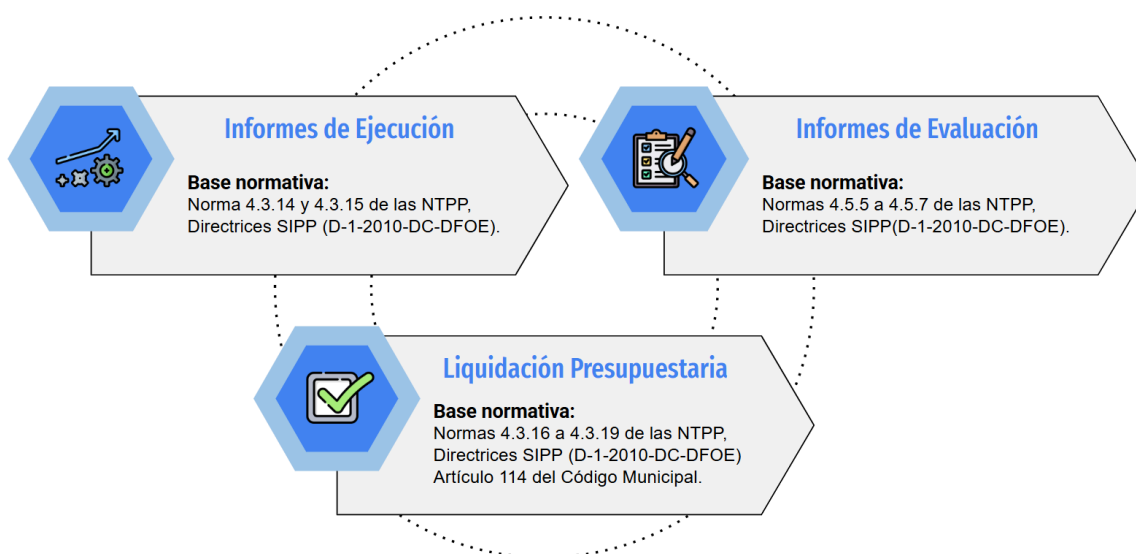 Informes de Ejecución
Base normativa:
Norma 4.3.14 y 4.3.15 de las NTPP,
Directrices SIPP (D-1-2010-DC-DFOE).
Informes de Evaluación
Base normativa:
Normas 4.5.5 a 4.5.7 de las NTPP,
Directrices SIPP(D-1-2010-DC-DFOE).
Liquidación Presupuestaria
Base normativa:
Normas 4.3.16 a 4.3.19 de las NTPP,
Directrices SIPP (D-1-2010-DC-DFOE)
Artículo 114 del Código Municipal.